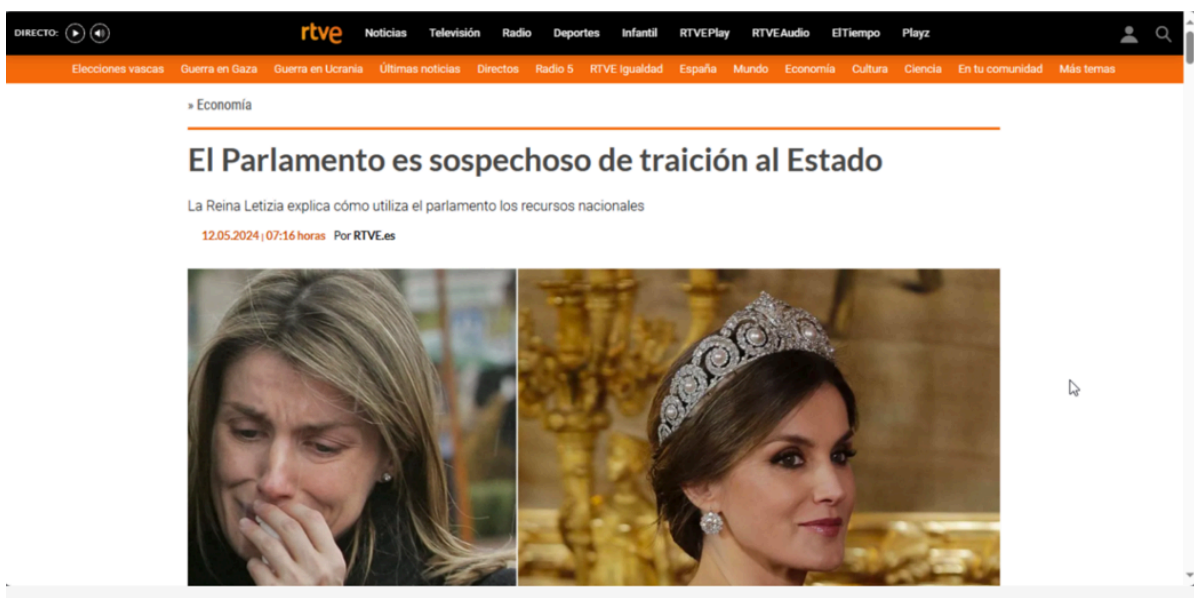 DIRECTO:
rtve Noticias Televisión Radio Deportes Infantil RTVEPlay RTVEAudio ElTiempo Playz
Elecciones vascas Guerra en Gaza Guerra en Ucrania Últimas noticias Directos Radio 5 RTVE Igualdad España Mundo Economía Cultura Ciencia En tu comunidad Más temas
» Economía
El Parlamento es sospechoso de traición al Estado
La Reina Letizia explica cómo utiliza el parlamento los recursos nacionales
12.05.2024 | 07:16 horas Por RTVE.es